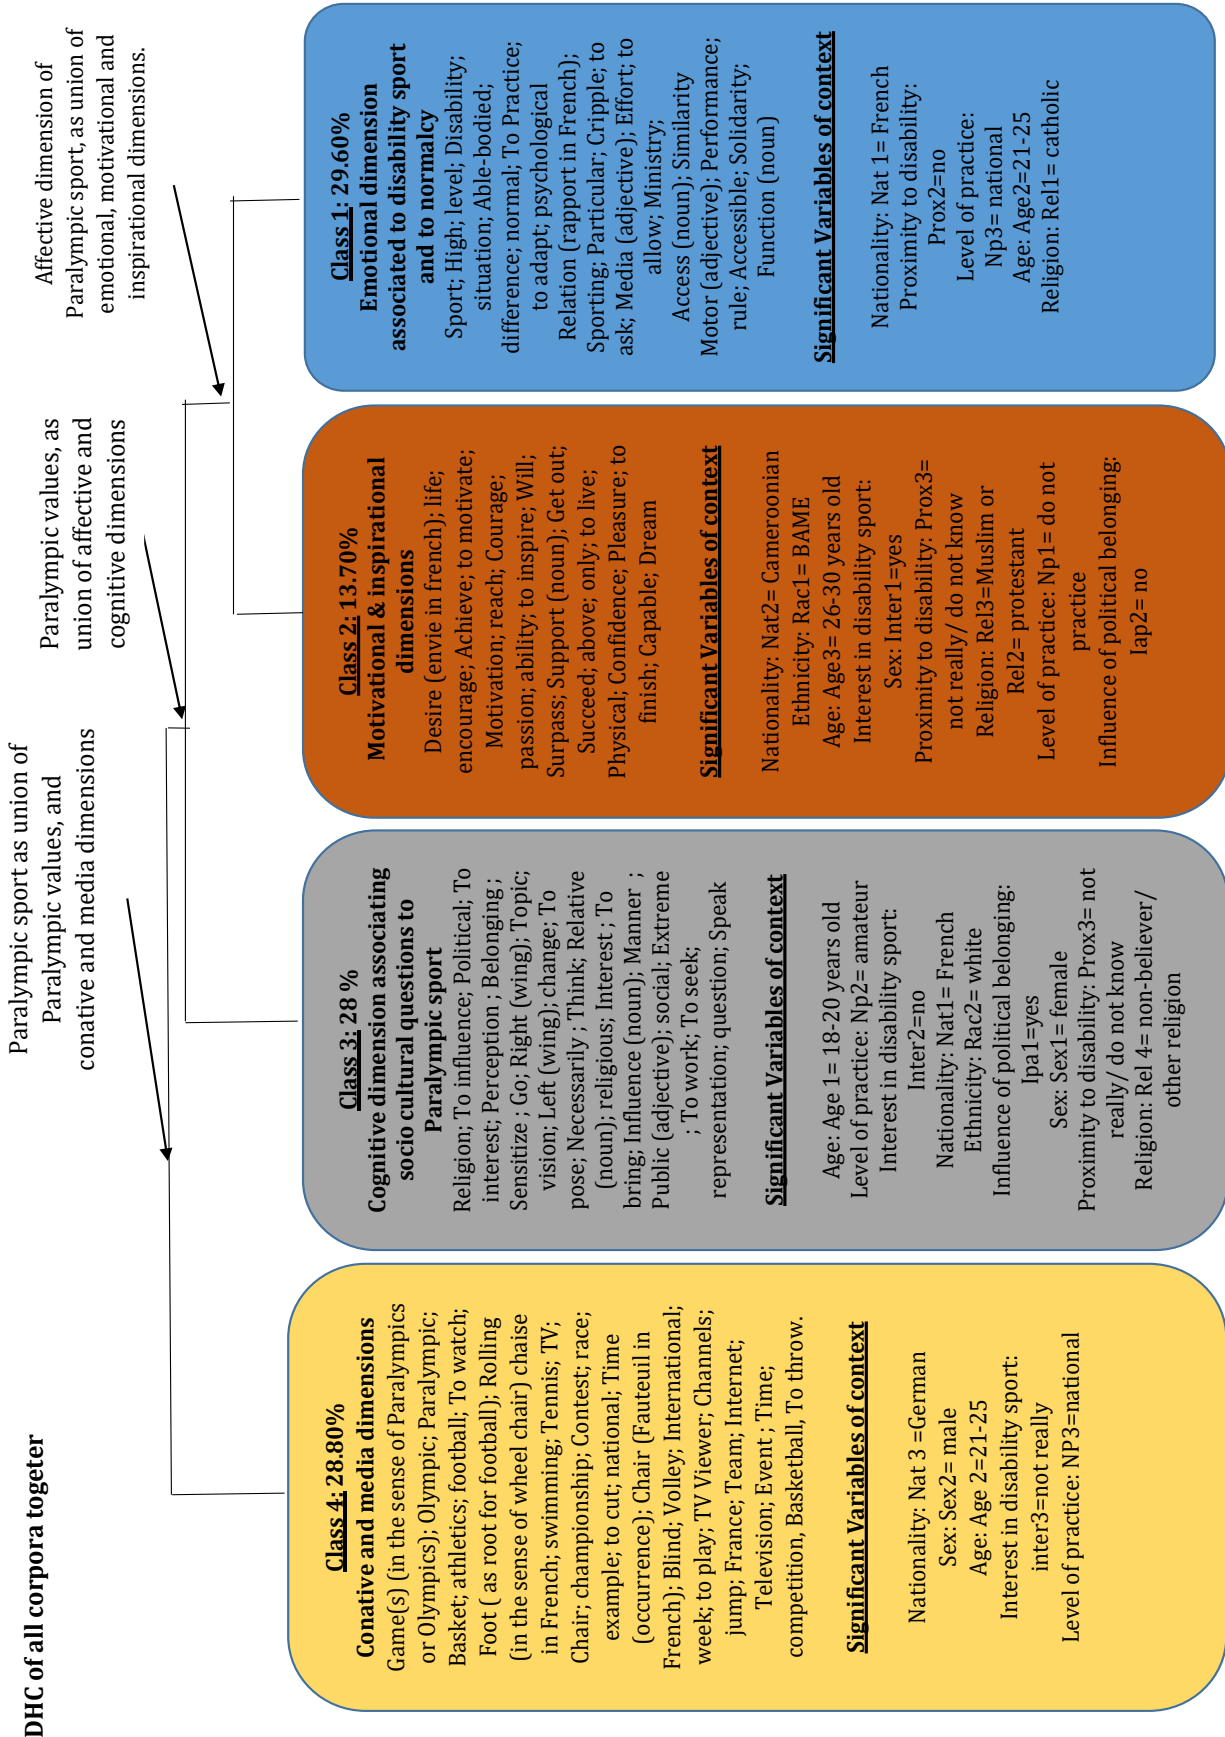 DHC of all corpora togeter
Paralympic sport as union of
Paralympic values, and
conative and media dimensions
Paralympic values, as
union of affective and
cognitive dimensions
Affective dimension of
Paralympic sport, as union of
emotional, motivational and
inspirational dimensions.
Class 4: 28.80%
Conative and media dimensions
Game(s) (in the sense of Paralympics
or Olympics); Olympic; Paralympic;
Basket; athletics; football; To watch;
Foot ( as root for football); Rolling
(in the sense of wheel chair) chaise
in French; swimming; Tennis; TV;
Chair; championship; Contest; race;
example; to cut; national; Time
(occurrence); Chair (Fauteuil in
French); Blind; Volley; International;
week; to play; TV Viewer; Channels;
jump; France; Team; Internet;
Television; Event ; Time;
competition, Basketball, To throw.
Significant Variables of context
Nationality: Nat 3 =German
Sex: Sex2= male
Age: Age 2=21-25
Interest in disability sport:
inter3=not really
Level of practice: NP3=national
Class 3: 28 %
Cognitive dimension associating
socio cultural questions to
Paralympic sport
Religion; To influence; Political; To
interest; Perception ; Belonging ;
Sensitize ; Go; Right (wing); Topic;
vision; Left (wing); change; To
pose; Necessarily ; Think; Relative
(noun); religious; Interest ; To
bring; Influence (noun); Manner ;
Public (adjective); social; Extreme
; To work; To seek;
representation; question; Speak
Significant Variables of context
Age: Age 1= 18-20 years old
Level of practice: Np2= amateur
Interest in disability sport:
Inter2=no
Nationality: Nat1= French
Ethnicity: Rac2= white
Influence of political belonging:
Ipa1=yes
Sex: Sex1= female
Proximity to disability: Prox3= not
really/ do not know
Religion: Rel 4= non-believer/
other religion
Class 2: 13.70%
Motivational & inspirational
dimensions
Desire (envie in french); life;
encourage; Achieve; to motivate;
Motivation; reach; Courage;
passion; ability; to inspire; Will;
Surpass; Support (noun); Get out;
Succeed; above; only; to live;
Physical; Confidence; Pleasure; to
finish; Capable; Dream
Significant Variables of context
Nationality: Nat2= Cameroonian
Ethnicity: Rac1= BAME
Age: Age3= 26-30 years old
Interest in disability sport:
Sex: Inter1=yes
Proximity to disability: Prox3=
not really/ do not know
Religion: Rel3=Muslim or
Rel2= protestant
Level of practice: Np1= do not
practice
Influence of political belonging:
Iap2= no
Class 1: 29.60%
Emotional dimension
associated to disability sport
and to normalcy
Sport; High; level; Disability;
situation; Able-bodied;
difference; normal; To Practice;
to adapt; psychological
Relation (rapport in French);
Sporting; Particular; Cripple; to
ask; Media (adjective); Effort; to
allow; Ministry;
Access (noun); Similarity
Motor (adjective); Performance;
rule; Accessible; Solidarity;
Function (noun)
Significant Variables of context
Nationality: Nat 1= French
Proximity to disability:
Prox2=no
Level of practice:
Np3= national
Age: Age2=21-25
Religion: Rel1= catholic